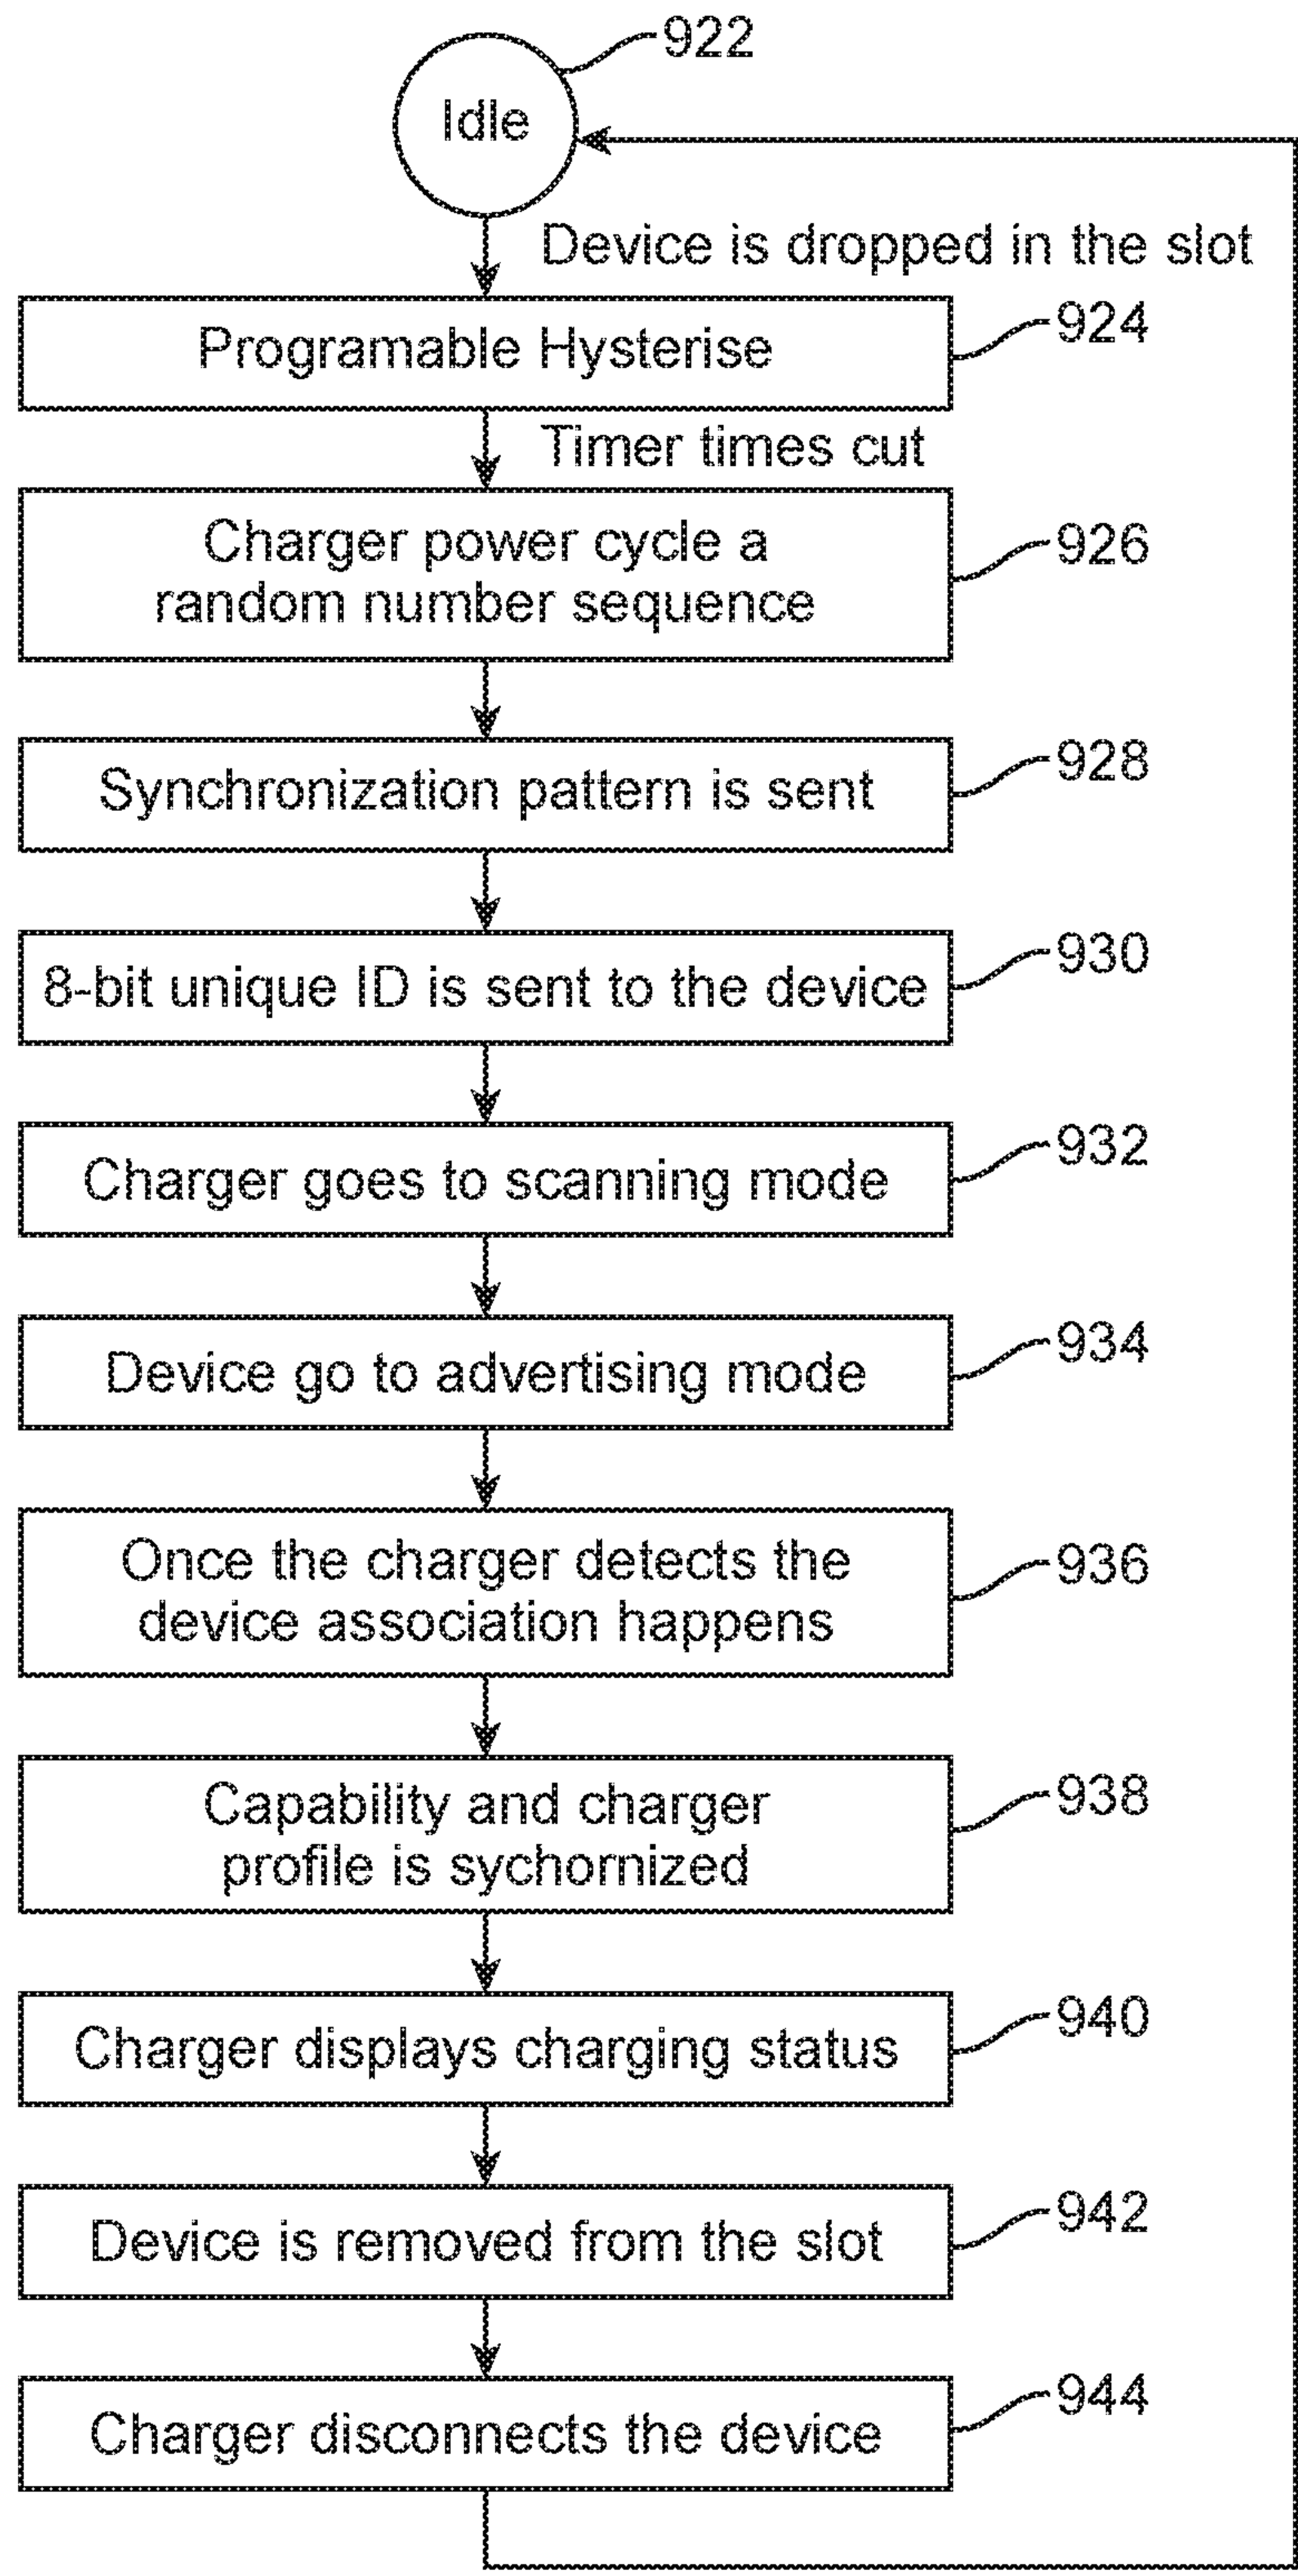 922
Idle
Device is dropped in the slot
Programable Hysterise
924
Timer times cut
Charger power cycle a
random number sequence
926
Synchronization pattern is sent
928
8-bit unique ID is sent to the device
930
Charger goes to scanning mode
932
Device go to advertising mode
934
Once the charger detects the
device association happens
936
Capability and charger
profile is sychornized
938
Charger displays charging status
940
Device is removed from the slot
942
Charger disconnects the device
944